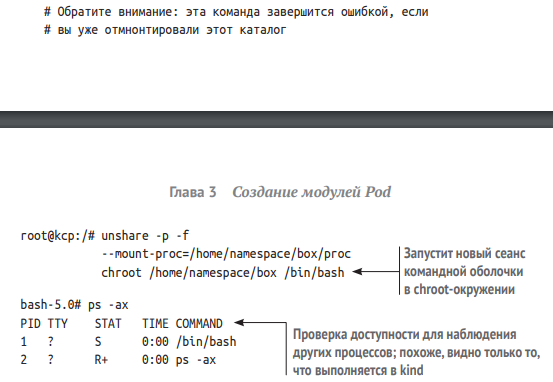 # Обратите внимание: эта команда завершится ошибкой, если
# вы уже отмонтировали этот каталог
Глава 3 Создание модулей Pod
root@kcp:/# unshare -p -f
--mount-proc=/home/namespace/box/proc
chroot /home/namespace/box /bin/bash
Запустит новый сеанс
командной оболочки
в chroot-окружении
bash-5.0# ps -ax
PID TTY STAT TIME COMMAND
1 ? S 0:00 /bin/bash
2 ? R+ 0:00 ps -ax
Проверка доступности для наблюдения
других процессов; похоже, видно только то,
что выполняется в kind